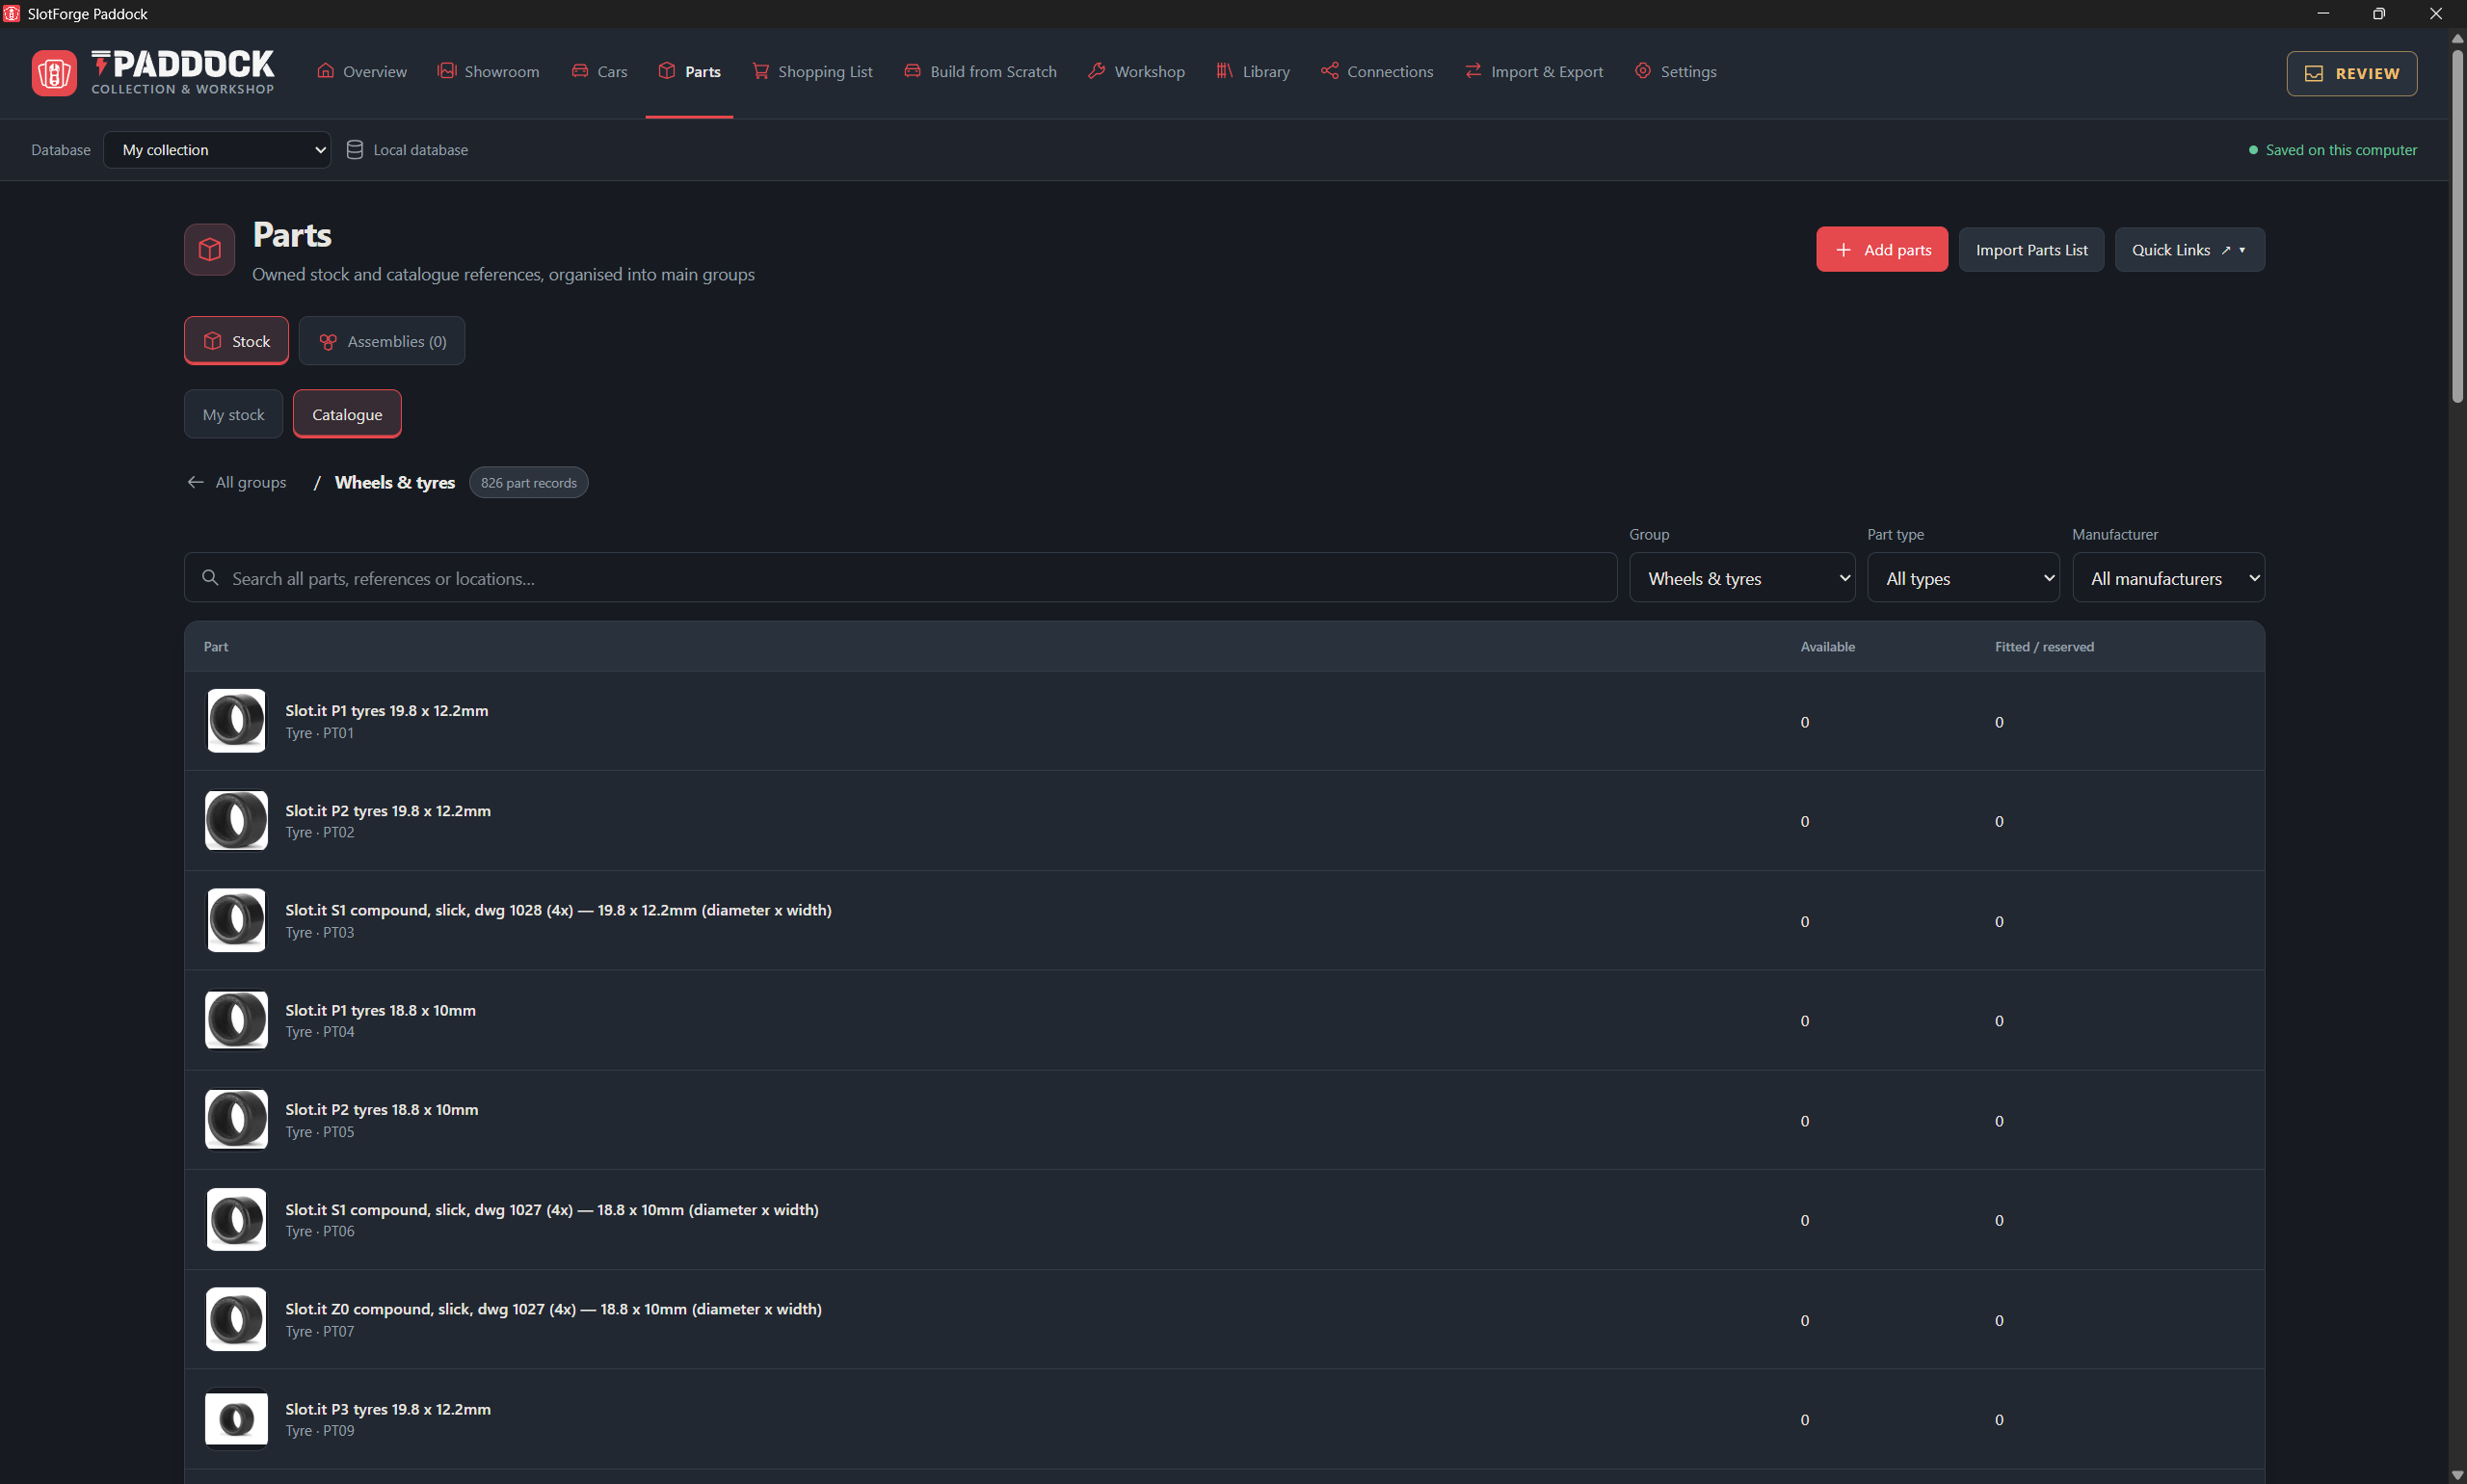 SlotForge Paddock
PADDOCK
COLLECTION & WORKSHOP
Overview
Showroom
Cars
Parts
Shopping List
Build from Scratch
Workshop
Library
Connections
Import & Export
Settings
REVIEW
Database
My collection
Local database
Saved on this computer
Parts
Owned stock and catalogue references, organised into main groups
Add parts
Import Parts List
Quick Links
Stock
Assemblies (0)
My stock
Catalogue
All groups / Wheels & tyres 826 part records
Group
Part type
Manufacturer
Search all parts, references or locations...
Wheels & tyres
All types
All manufacturers
Part Available Fitted / reserved
Slot.it P1 tyres 19.8 x 12.2mm
Tyre · PT01
0 0
Slot.it P2 tyres 19.8 x 12.2mm
Tyre · PT02
0 0
Slot.it S1 compound, slick, dwg 1028 (4x) — 19.8 x 12.2mm (diameter x width)
Tyre · PT03
0 0
Slot.it P1 tyres 18.8 x 10mm
Tyre · PT04
0 0
Slot.it P2 tyres 18.8 x 10mm
Tyre · PT05
0 0
Slot.it S1 compound, slick, dwg 1027 (4x) — 18.8 x 10mm (diameter x width)
Tyre · PT06
0 0
Slot.it Z0 compound, slick, dwg 1027 (4x) — 18.8 x 10mm (diameter x width)
Tyre · PT07
0 0
Slot.it P3 tyres 19.8 x 12.2mm
Tyre · PT09
0 0